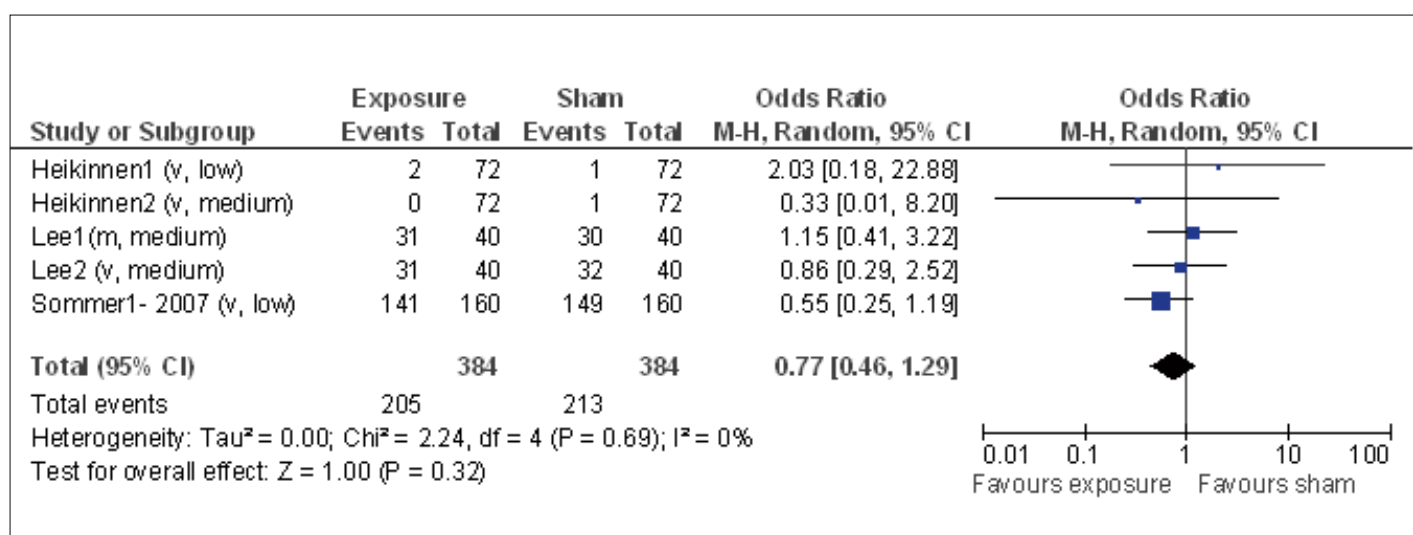 Exposure Sham Odds Ratio Odds Ratio
Study or Subgroup Events Total Events Total M-H, Random, 95% CI M-H, Random, 95% CI
Heikinnen1 (v, low) 2 72 1 72 2.03 [0.18, 22.88]
Heikinnen2 (v, medium) 0 72 1 72 0.33 [0.01, 8.20]
Lee1(m, medium) 31 40 30 40 1.15 [0.41, 3.22]
Lee2 (v, medium) 31 40 32 40 0.86 [0.29, 2.52]
Sommer1- 2007 (v, low) 141 160 149 160 0.55 [0.25, 1.19]
Total (95% CI) 384 384 0.77 [0.46, 1.29]
Total events 205 213
Heterogeneity: Tau² = 0.00; Chi² = 2.24, df = 4 (P = 0.69); I² = 0%
Test for overall effect: Z = 1.00 (P = 0.32)
0.01 0.1 1 10 100
Favours exposure Favours sham